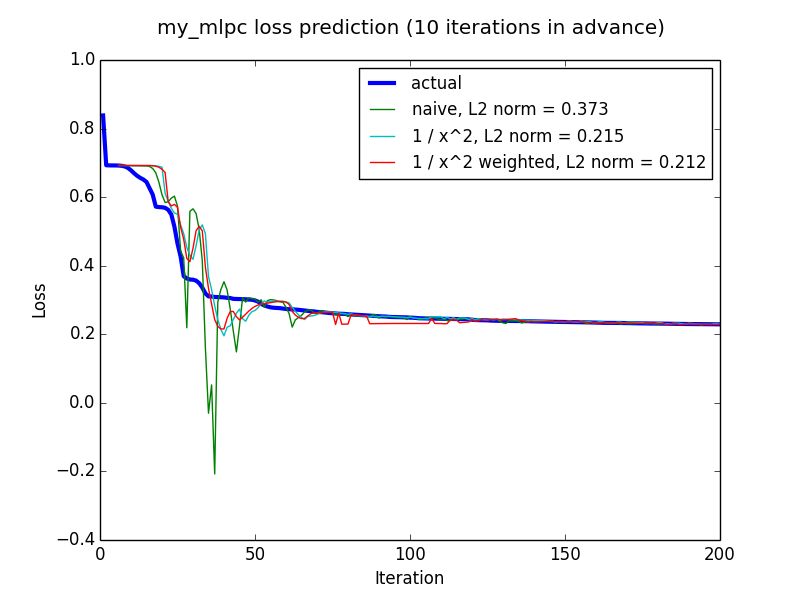 my_mlpc loss prediction (10 iterations in advance)
1.0
0.8
0.6
0.4
0.2
0.0
−0.2
−0.4
Loss
actual
naive, L2 norm = 0.373
1 / x^2, L2 norm = 0.215
1 / x^2 weighted, L2 norm = 0.212
0 50 100 150 200
Iteration